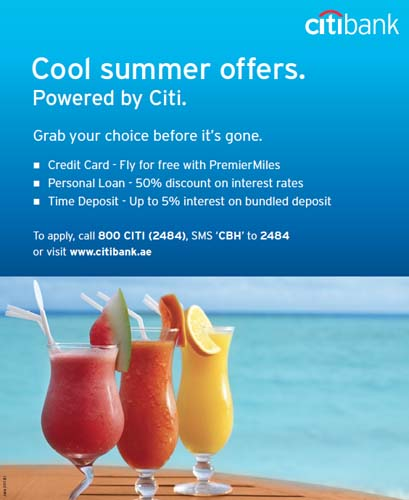 citibank
Cool summer offers.
Powered by Citi.
Grab your choice before it's gone.
■ Credit Card - Fly for free with PremierMiles
■ Personal Loan - 50% discount on interest rates
■ Time Deposit - Up to 5% interest on bundled deposit
To apply, call 800 CITI (2484), SMS ‘CBH’ to 2484
or visit www.citibank.ae